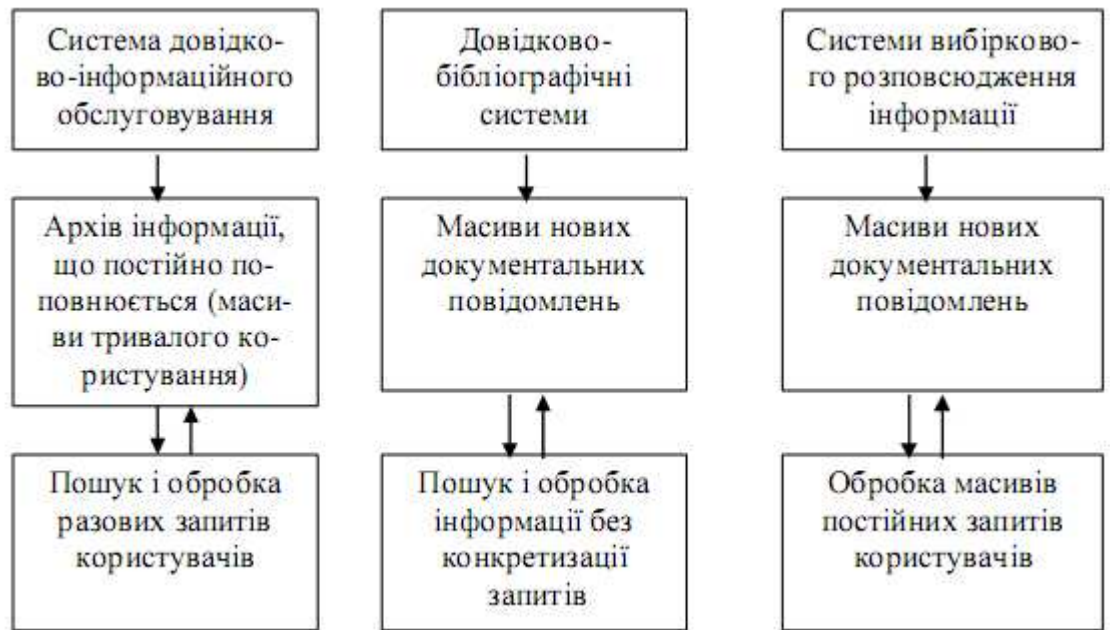 Система довідко-
во-інформаційного
обслуговування
Довідково-
бібліографічні
системи
Системи вибірково-
го розповсюдження
інформації
Архів інформації,
що постійно по-
повнюється (маси-
ви тривалого ко-
ристування)
Масиви нових
документальних
повідомлень
Масиви нових
документальних
повідомлень
Пошук і обробка
разових запитів
користувачів
Пошук і обробка
інформації без
конкретизації
запитів
Обробка масивів
постійних запитів
користувачів